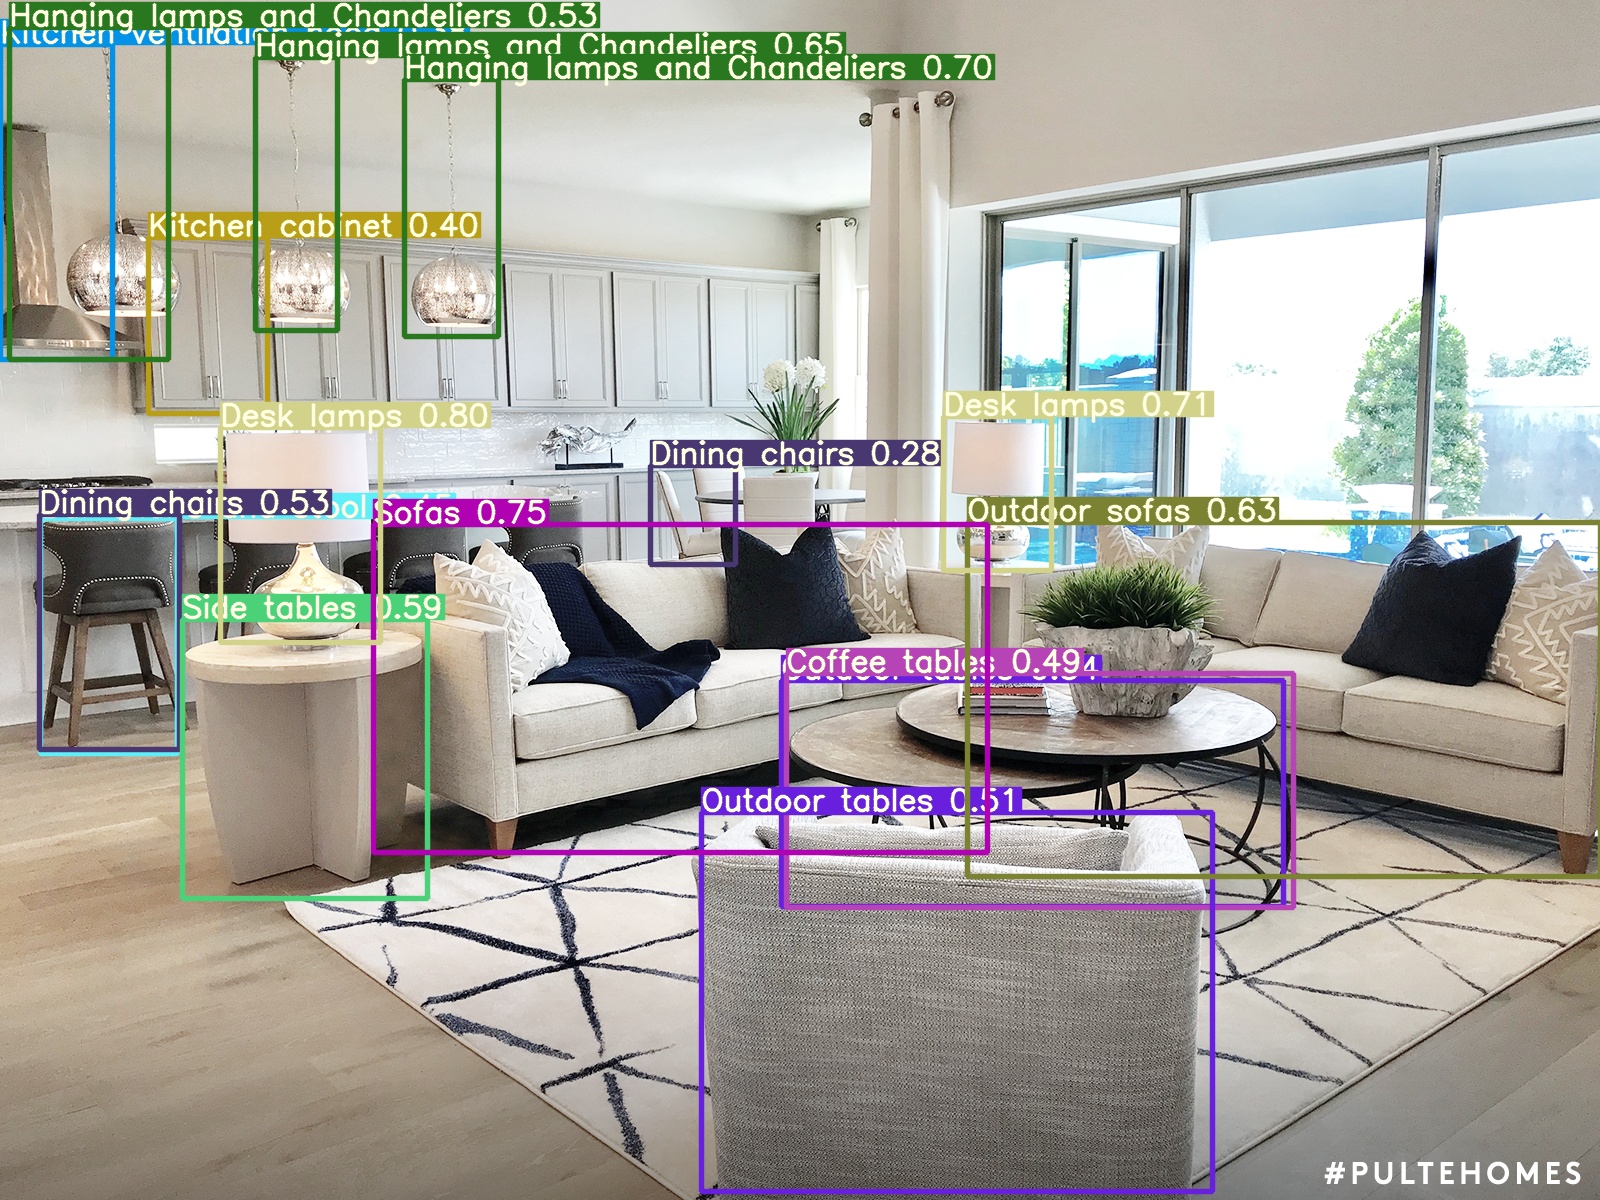 Hanging lamps and Chandeliers 0.53
Kitchen ventilation hood
Hanging lamps and Chandeliers 0.65
Hanging lamps and Chandeliers 0.70
Kitchen cabinet 0.40
Desk lamps 0.80
Desk lamps 0.71
Dining chairs 0.28
Dining chairs 0.53
Sofas 0.75
Outdoor sofas 0.63
Side tables 0.59
Coffee tables 0.49
Outdoor tables 0.51
#PULTEHOMES